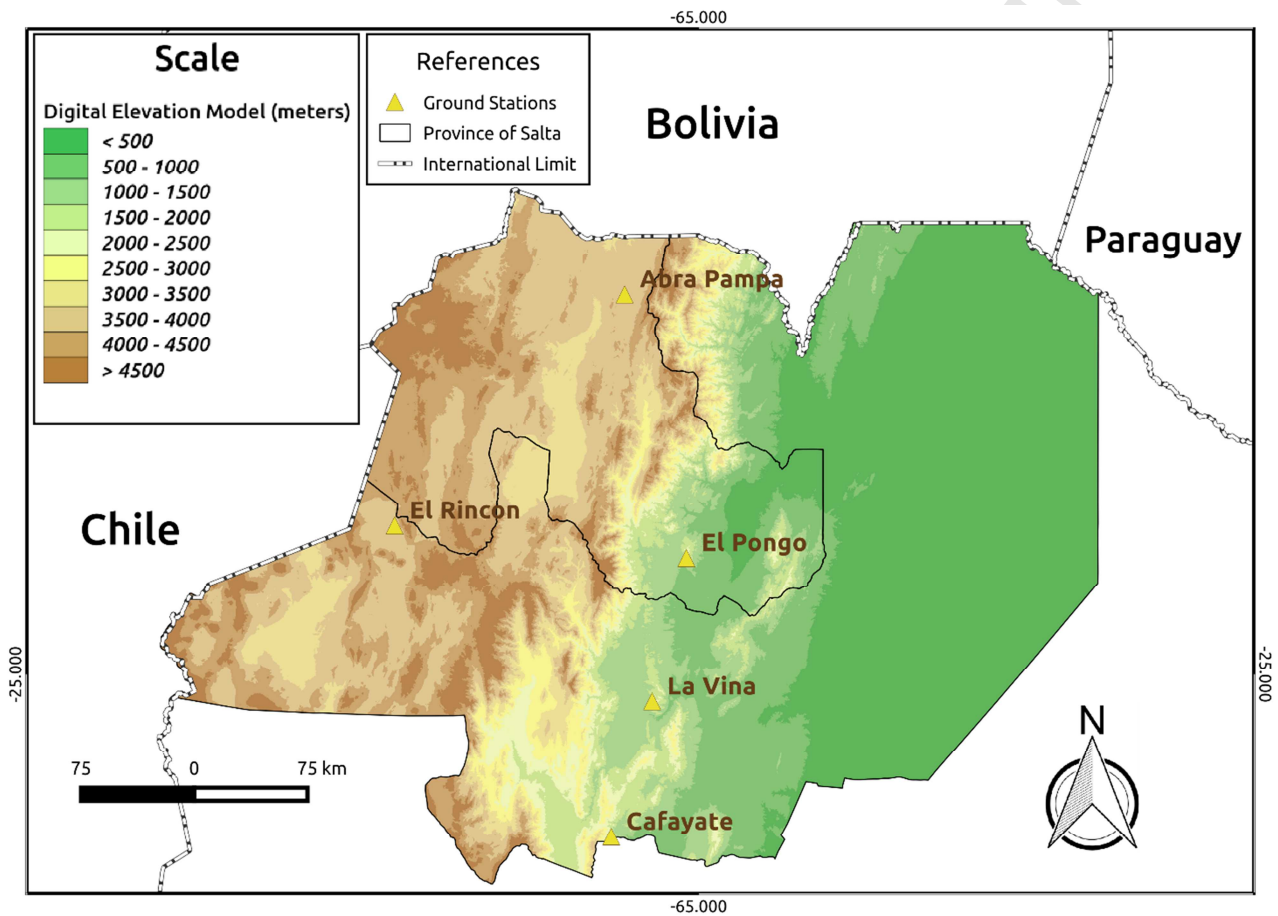 -65.000
Scale
Digital Elevation Model (meters)
< 500
500 - 1000
1000 - 1500
1500 - 2000
2000 - 2500
2500 - 3000
3000 - 3500
3500 - 4000
4000 - 4500
> 4500
References
Ground Stations
Province of Salta
International Limit
Bolivia
Paraguay
Abra Pampa
El Rincon
Chile
El Pongo
-25.000
-25.000
La Vina
N
75 0 75 km
Cafayate
-65.000